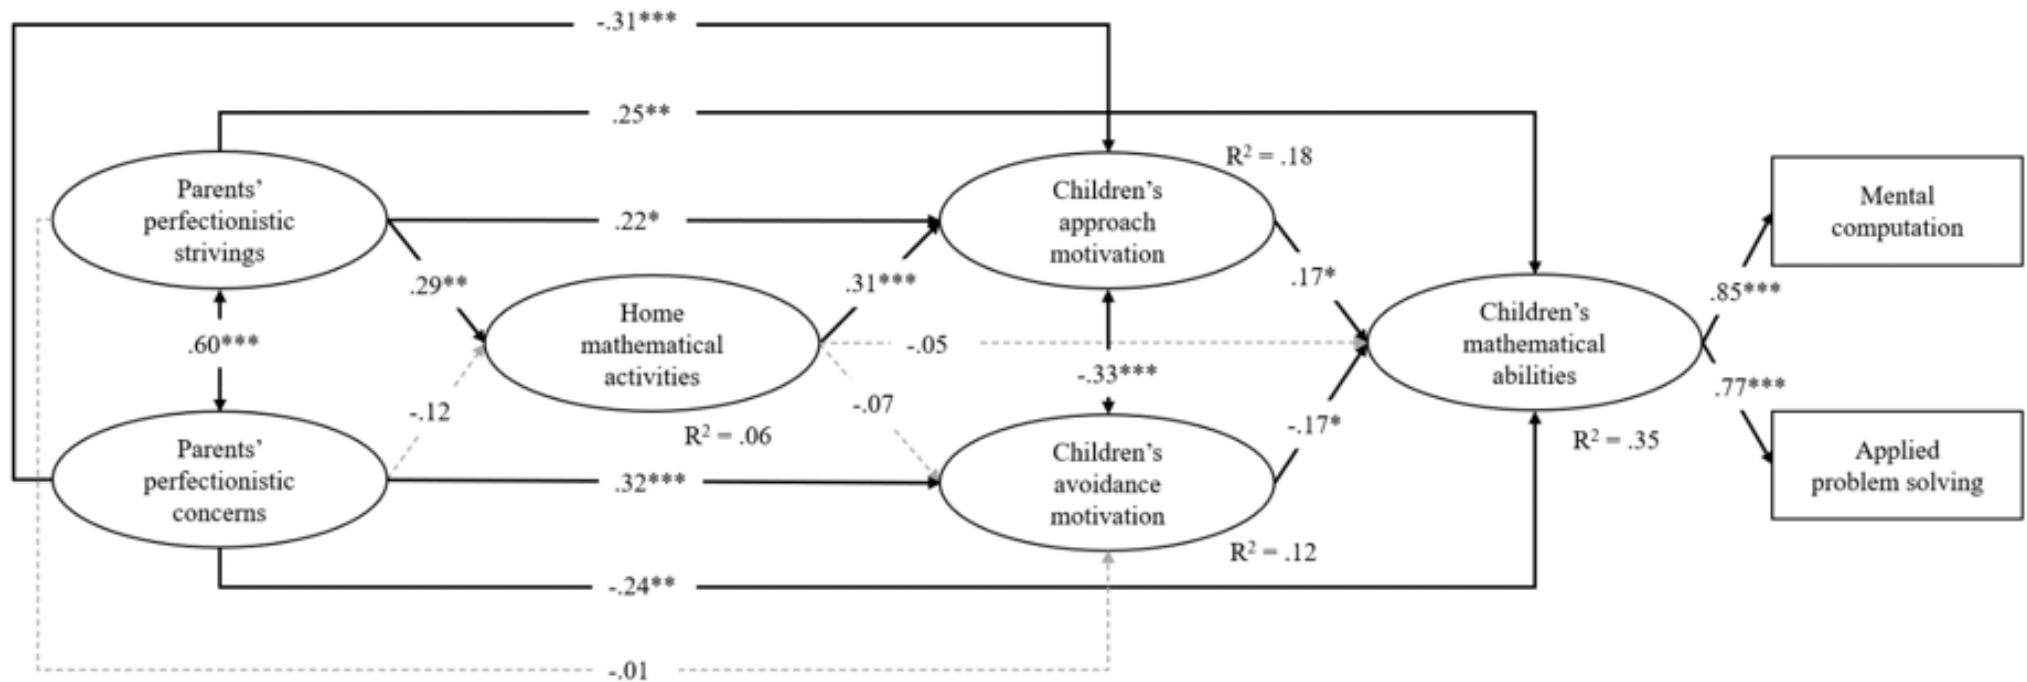 -.31***
.25**
R² = .18
Parents’
perfectionistic
strivings
.22*
Children’s
approach
motivation
Mental
computation
.29**
.31***
.17*
.85***
.60***
Home
mathematical
activities
-.05
Children’s
mathematical
abilities
-.33***
.77***
-.12
-.07
-.17*
R² = .06
R² = .35
Parents’
perfectionistic
concerns
.32***
Children’s
avoidance
motivation
Applied
problem solving
R² = .12
-.24**
-.01